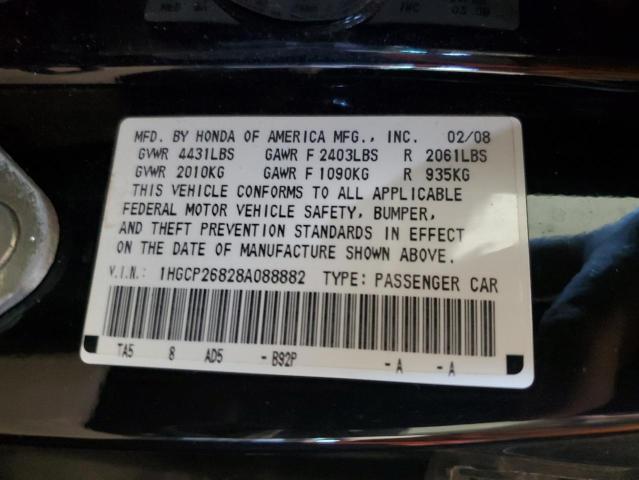 INC
MFD. BY HONDA OF AMERICA MFG., INC. 02/08
GVWR 4431LBS GAWR F 2403LBS R 2061LBS
GVWR 2010KG GAWR F 1090KG R 935KG
THIS VEHICLE CONFORMS TO ALL APPLICABLE
FEDERAL MOTOR VEHICLE SAFETY, BUMPER,
AND THEFT PREVENTION STANDARDS IN EFFECT
ON THE DATE OF MANUFACTURE SHOWN ABOVE.
V.I.N.: 1HGCP26828A088882 TYPE: PASSENGER CAR
TA5 8 AD5 - B92P - A - A